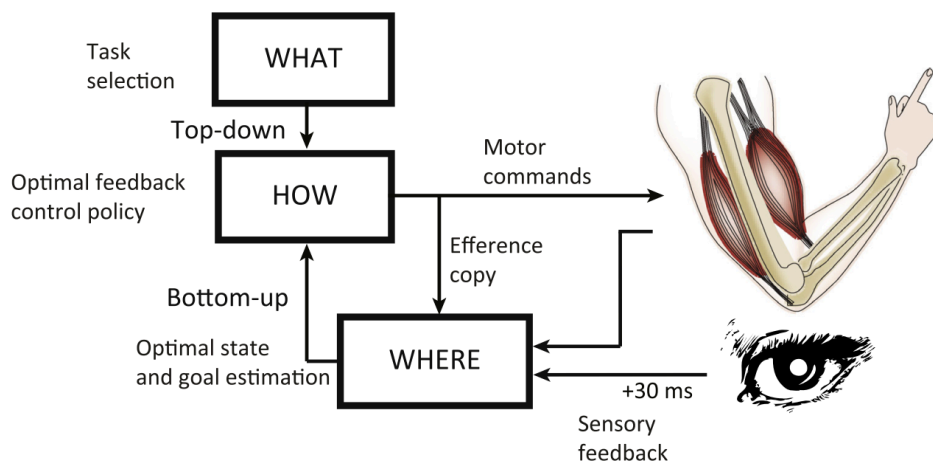 Task
selection
WHAT
Top-down
Optimal feedback
control policy
HOW
Motor
commands
Efference
copy
Bottom-up
Optimal state
and goal estimation
WHERE
+30 ms
Sensory
feedback